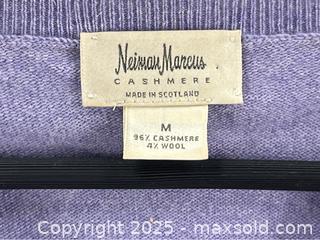 Neiman Marcus
CASHMERE
MADE IN SCOTLAND
M
96% CASHMERE
4% WOOL
Copyright 2025 - maxsold.com